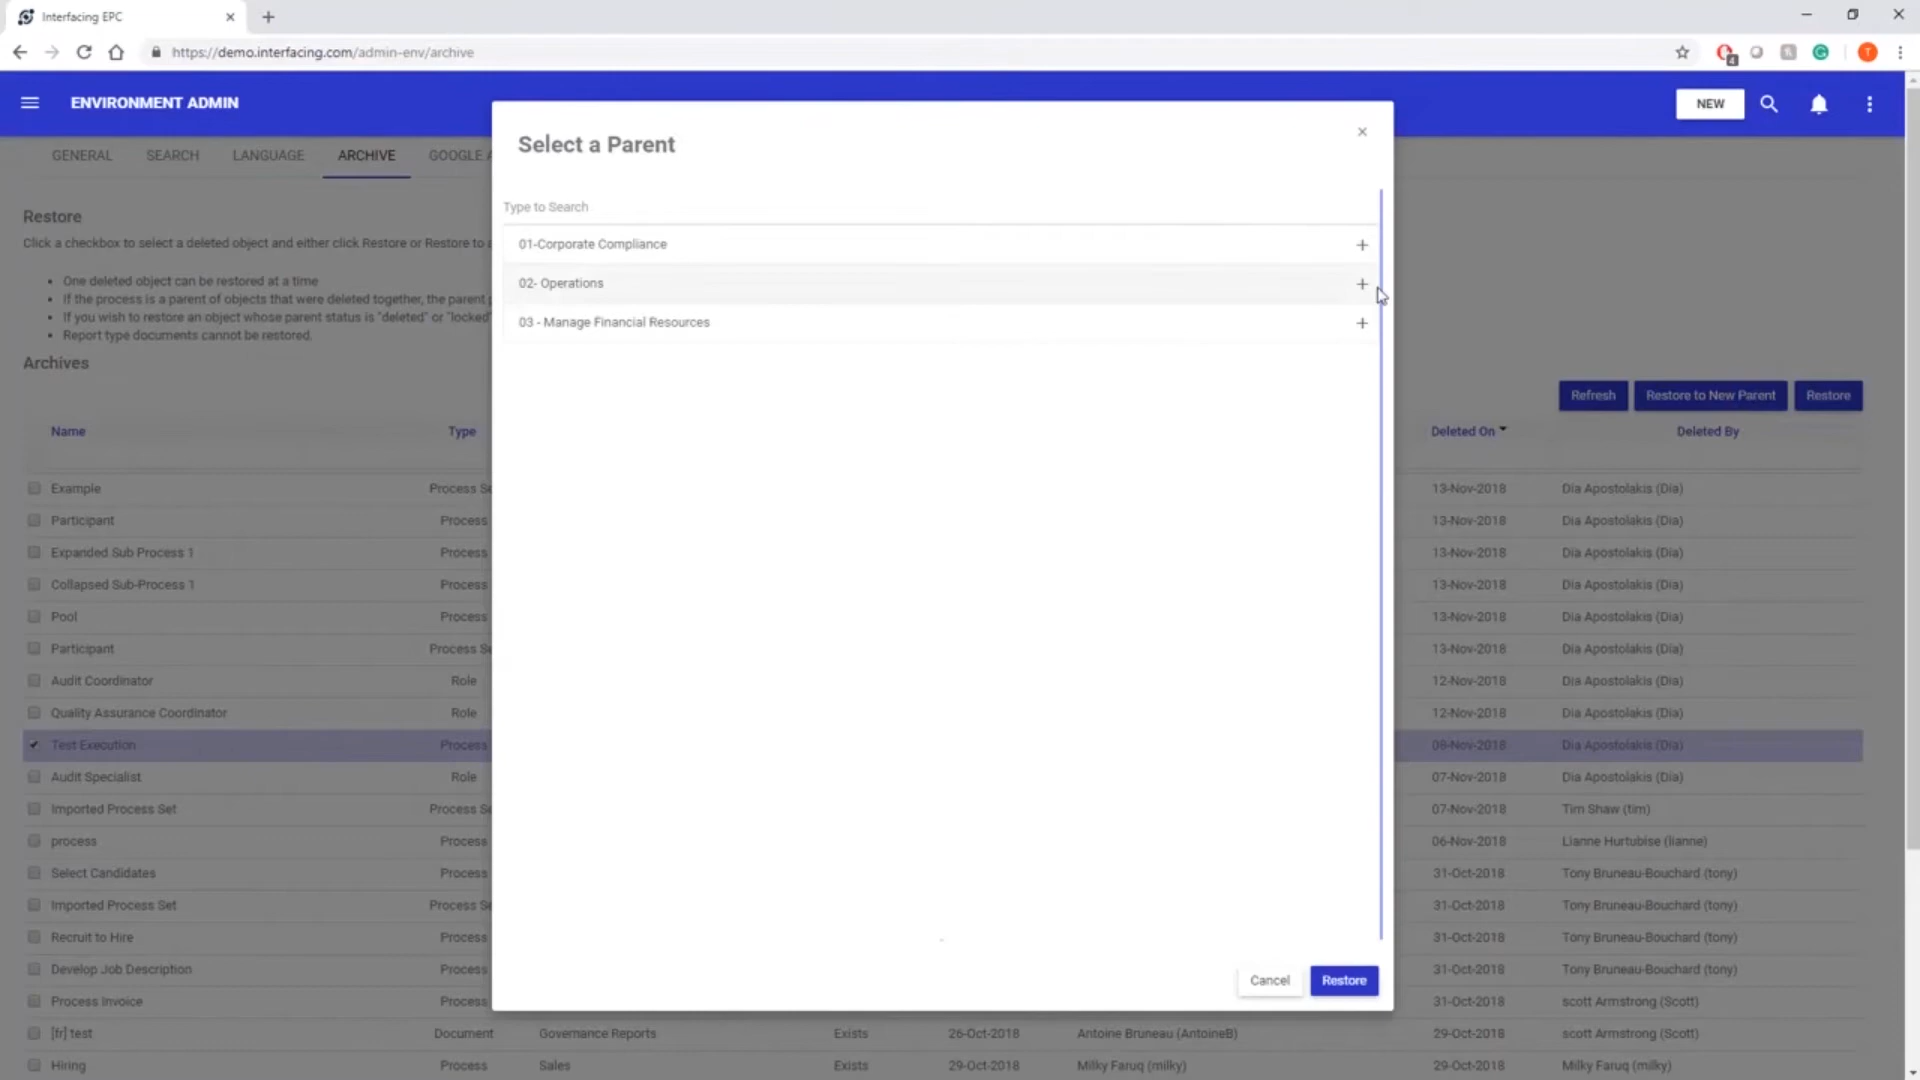 Interfacing EPC
https://demo.interfacing.com/admin-env/archive
4
T
ENVIRONMENT ADMIN
NEW
GENERAL SEARCH LANGUAGE ARCHIVE GOOGLE A
Select a Parent
Type to Search
01-Corporate Compliance
02- Operations
03 - Manage Financial Resources
Cancel Restore
Restore
Click a checkbox to select a deleted object and either click Restore or Restore to a
One deleted object can be restored at a time
If the process is a parent of objects that were deleted together, the parent p
If you wish to restore an object whose parent status is "deleted" or "locked"
Report type documents cannot be restored.
Archives
Refresh Restore to New Parent Restore
Name Type Deleted On Deleted By
Example Process Se 13-Nov-2018 Dia Apostolakis (Dia)
Participant Process 13-Nov-2018 Dia Apostolakis (Dia)
Expanded Sub Process 1 Process 13-Nov-2018 Dia Apostolakis (Dia)
Collapsed Sub-Process 1 Process 13-Nov-2018 Dia Apostolakis (Dia)
Pool Process 13-Nov-2018 Dia Apostolakis (Dia)
Participant Process Se 13-Nov-2018 Dia Apostolakis (Dia)
Audit Coordinator Role 12-Nov-2018 Dia Apostolakis (Dia)
Quality Assurance Coordinator Role 12-Nov-2018 Dia Apostolakis (Dia)
Test Execution Process 08-Nov-2018 Dia Apostolakis (Dia)
Audit Specialist Role 07-Nov-2018 Dia Apostolakis (Dia)
Imported Process Set Process Se 07-Nov-2018 Tim Shaw (tim)
process Process 06-Nov-2018 Lianne Hurtubise (lianne)
Select Candidates Process 31-Oct-2018 Tony Bruneau-Bouchard (tony)
Imported Process Set Process Se 31-Oct-2018 Tony Bruneau-Bouchard (tony)
Recruit to Hire Process 31-Oct-2018 Tony Bruneau-Bouchard (tony)
Develop Job Description Process 31-Oct-2018 Tony Bruneau-Bouchard (tony)
Process Invoice Process 31-Oct-2018 scott Armstrong (Scott)
[fr] test Document Governance Reports Exists 26-Oct-2018 Antoine Bruneau (AntoineB) 29-Oct-2018 scott Armstrong (Scott)
Hiring Process Sales Exists 29-Oct-2018 Milky Faruq (milky) 29-Oct-2018 Milky Faruq (milky)